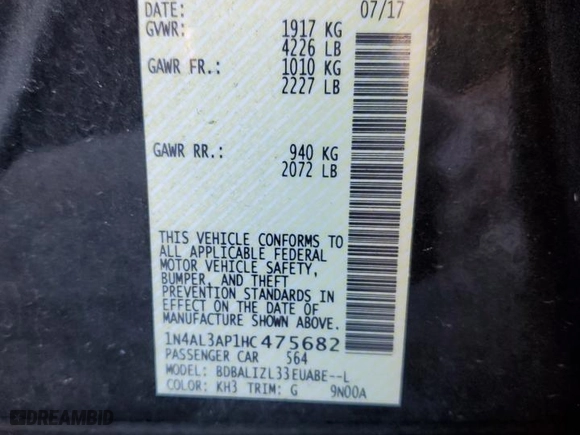 DATE: 07/17
GVWR: 1917 KG
4226 LB
GAWR FR.: 1010 KG
2227 LB
GAWR RR.: 940 KG
2072 LB
THIS VEHICLE CONFORMS TO
ALL APPLICABLE FEDERAL
MOTOR VEHICLE SAFETY,
BUMPER, AND THEFT
PREVENTION STANDARDS IN
EFFECT ON THE DATE OF
MANUFACTURE SHOWN ABOVE.
1N4AL3AP1HC475682
PASSENGER CAR 564
MODEL: BDBALIZL33EUABE--L
COLOR: KH3 TRIM: G 9N00A
DREAMBID